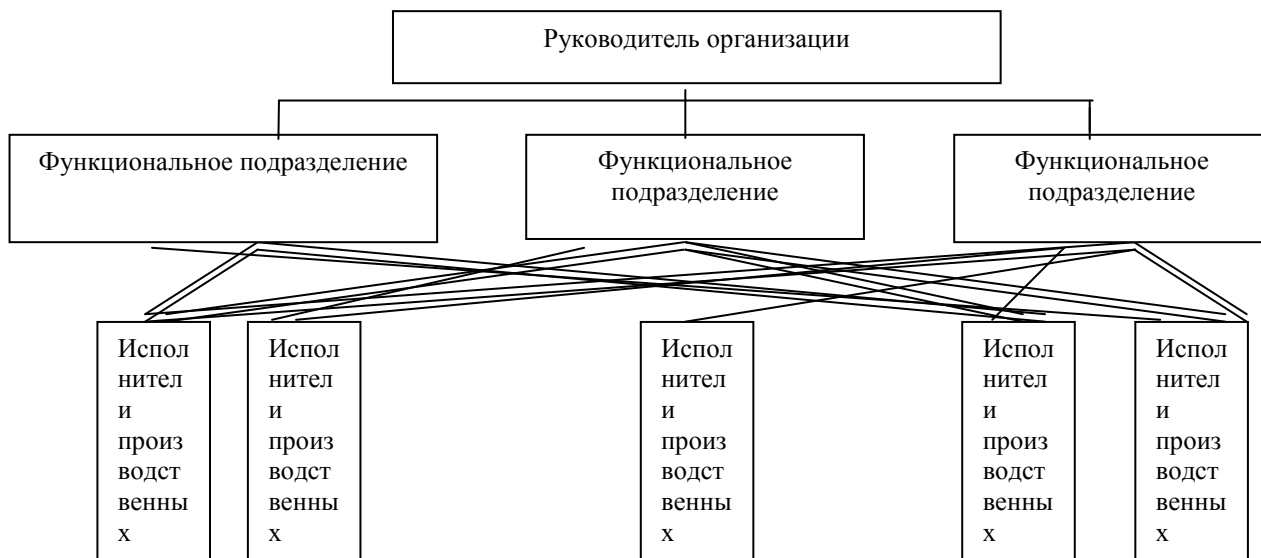 Руководитель организации
Функциональное подразделение
Функциональное
подразделение
Функциональное
подразделение
Испол
нител
и
произ
водст
венны
х
Испол
нител
и
произ
водст
венны
х
Испол
нител
и
произ
водст
венны
х
Испол
нител
и
произ
водст
венны
х
Испол
нител
и
произ
водст
венны
х